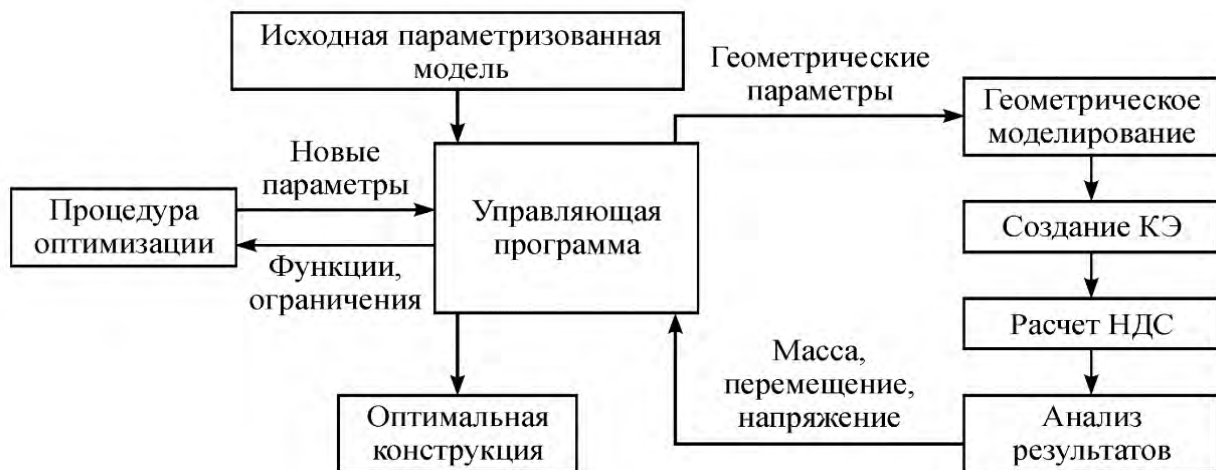 Исходная параметризованная
модель
Геометрические
параметры
Геометрическое
моделирование
Новые
параметры
Процедура
оптимизации
Управляющая
программа
Создание КЭ
Функции,
ограничения
Расчет НДС
Масса,
перемещение,
напряжение
Оптимальная
конструкция
Анализ
результатов